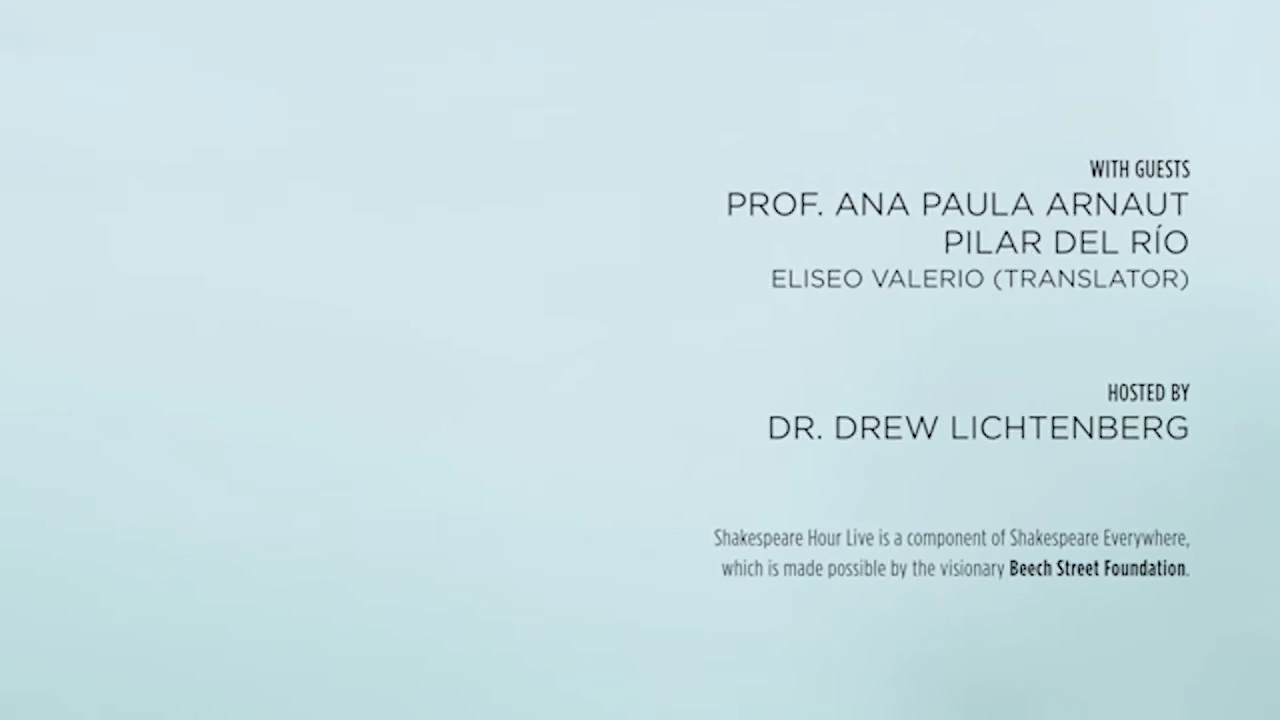 WITH GUESTS
PROF. ANA PAULA ARNAUT
PILAR DEL RÍO
ELISEO VALERIO (TRANSLATOR)
HOSTED BY
DR. DREW LICHTENBERG
Shakespeare Hour Live is a component of Shakespeare Everywhere,
which is made possible by the visionary Beech Street Foundation.